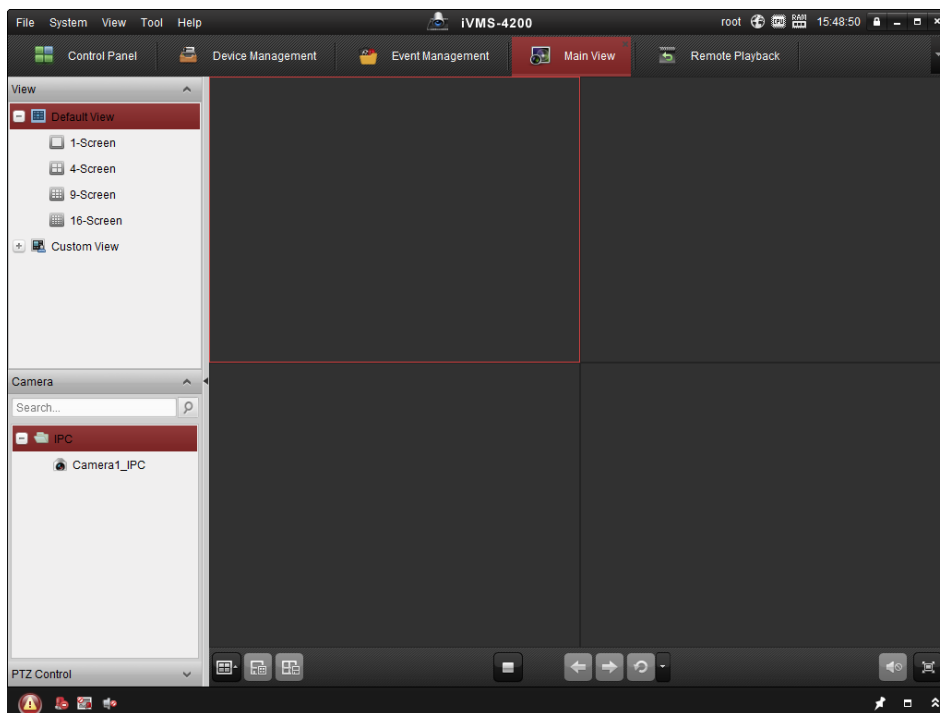 File System View Tool Help iVMS-4200 root CPU RAM 15:48:50
Control Panel Device Management Event Management Main View Remote Playback
View
Default View
1-Screen
4-Screen
9-Screen
16-Screen
Custom View
Camera
Search...
IPC
Camera1_IPC
PTZ Control